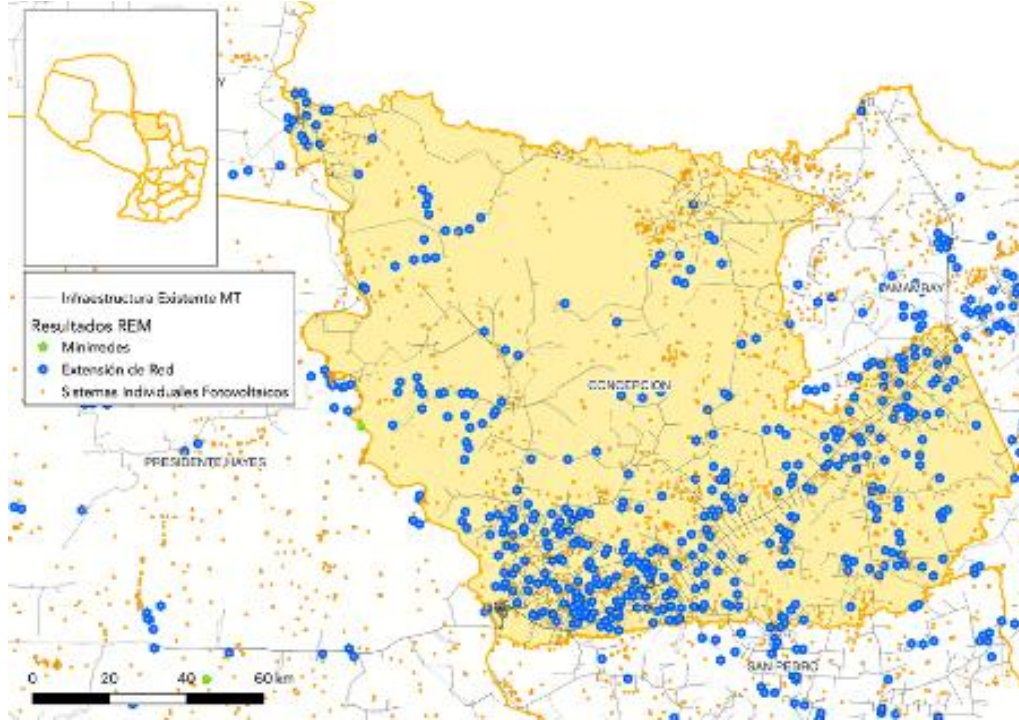 Y
Infraestructura Existente MT
Resultados REM
Minirredes
Extensión de Red
Sistemas Individuales Fotovoltaicos
AMAMBAY
CONCEPCION
PRESIDENTE HAYES
SAN PEDRO
0 20 40 60 km